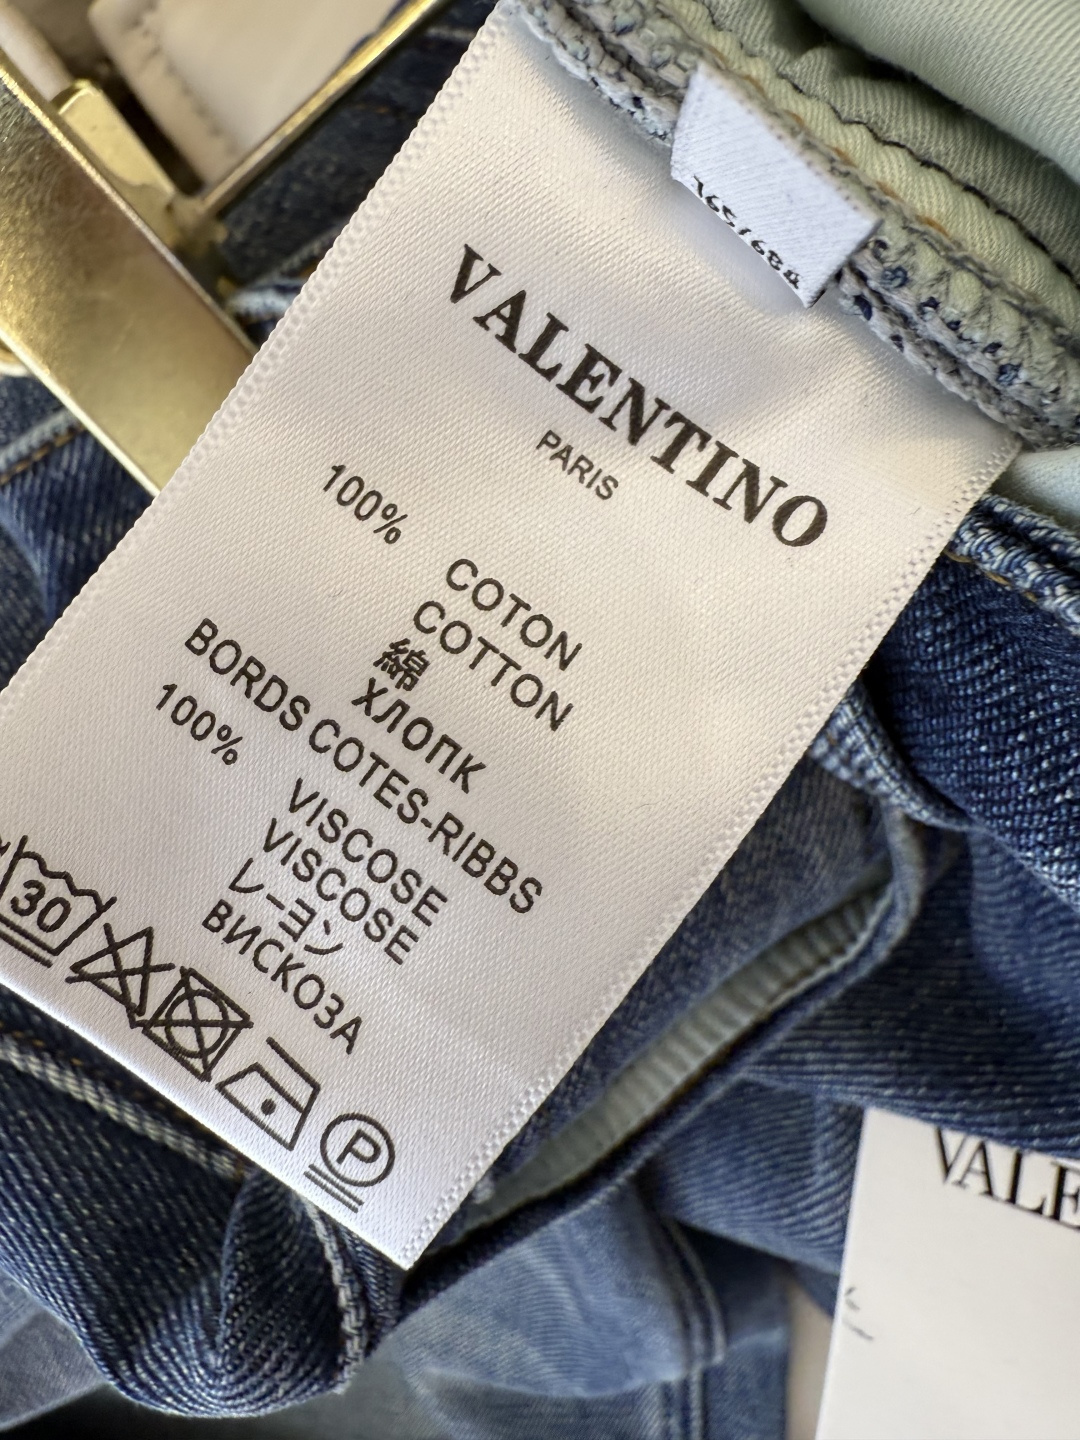 VALENTINO
PARIS
100%
COTON
COTTON
綿
ХЛОПК
BORDS COTES-RIBBS
100%
VISCOSE
VISCOSE
レーヨン
ВИСКОЗА
30
P
VALE